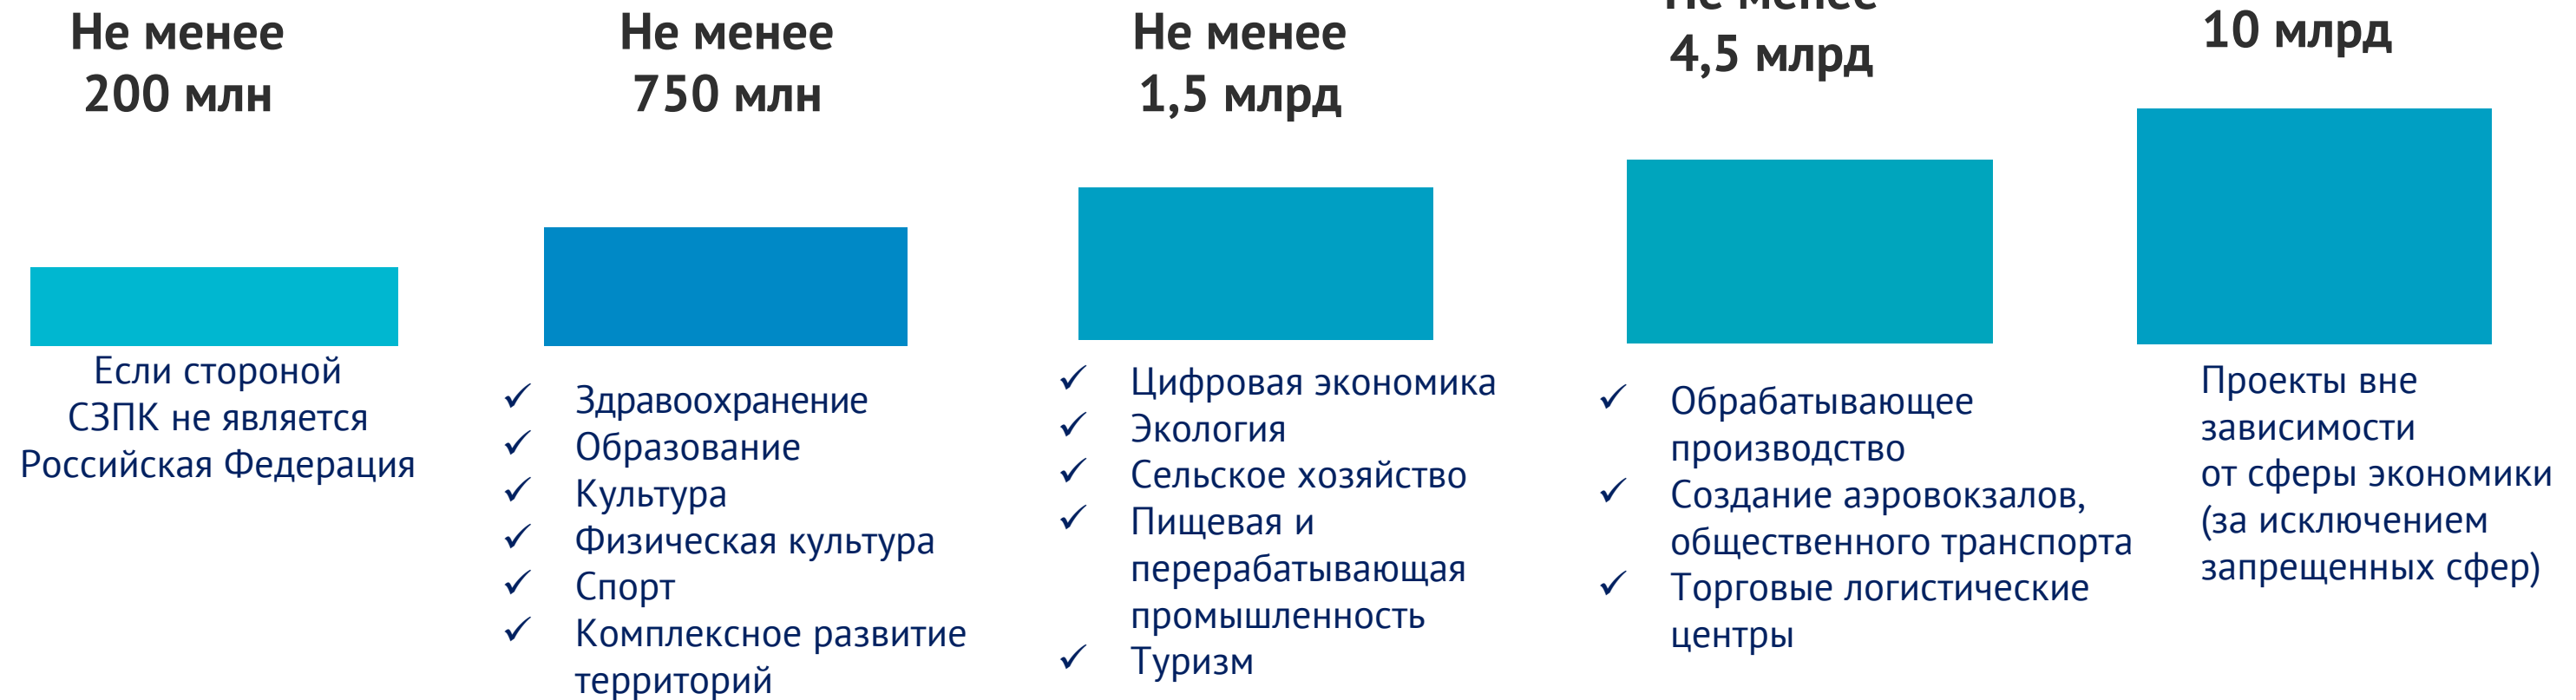 Не менее
200 млн
Если стороной
СЗПК не является
Российская Федерация
Не менее
750 млн
✓ Здравоохранение
✓ Образование
✓ Культура
✓ Физическая культура
✓ Спорт
✓ Комплексное развитие
территорий
Не менее
1,5 млрд
✓ Цифровая экономика
✓ Экология
✓ Сельское хозяйство
✓ Пищевая и
перерабатывающая
промышленность
✓ Туризм
Не менее
4,5 млрд
✓ Обрабатывающее
производство
✓ Создание аэровокзалов,
общественного транспорта
✓ Торговые логистические
центры
10 млрд
Проекты вне
зависимости
от сферы экономики
(за исключением
запрещенных сфер)